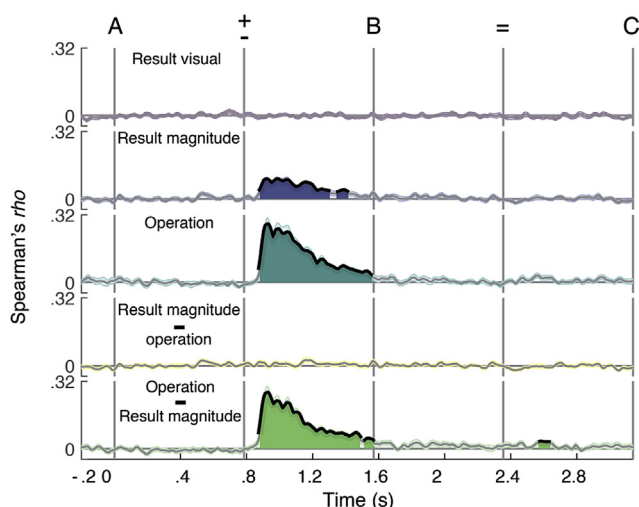 A + B = C
-
.32
Result visual
0
.32
Result magnitude
0
.32
Operation
0
.32
Result magnitude
-
operation
0
.32
Operation
-
Result magnitude
0
Spearman's rho
-.20 0 .4 .8 1.2 1.6 2 2.4 2.8
Time (s)